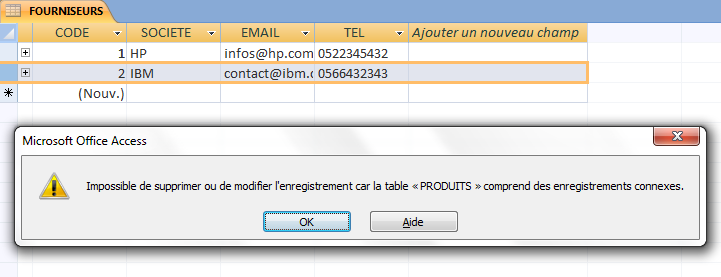 FOURNISEURS
CODE SOCIETE EMAIL TEL Ajouter un nouveau champ
1 HP infos@hp.com 0522345432
2 IBM contact@ibm.c 0566432343
(Nouv.)
Microsoft Office Access
Impossible de supprimer ou de modifier l'enregistrement car la table « PRODUITS » comprend des enregistrements connexes.
OK Aide